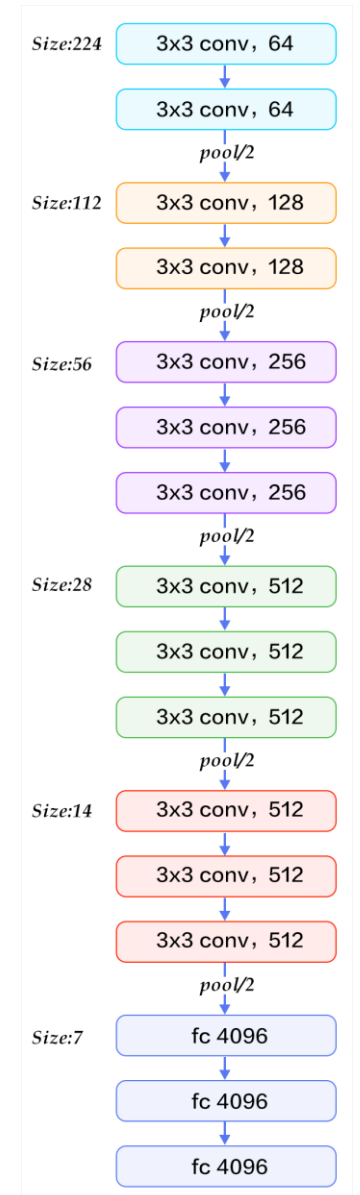 Size:224 3x3 conv，64
3x3 conv，64
pool/2
Size:112 3x3 conv，128
3x3 conv，128
pool/2
Size:56 3x3 conv，256
3x3 conv，256
3x3 conv，256
pool/2
Size:28 3x3 conv，512
3x3 conv，512
3x3 conv，512
pool/2
Size:14 3x3 conv，512
3x3 conv，512
3x3 conv，512
pool/2
Size:7 fc 4096
fc 4096
fc 4096